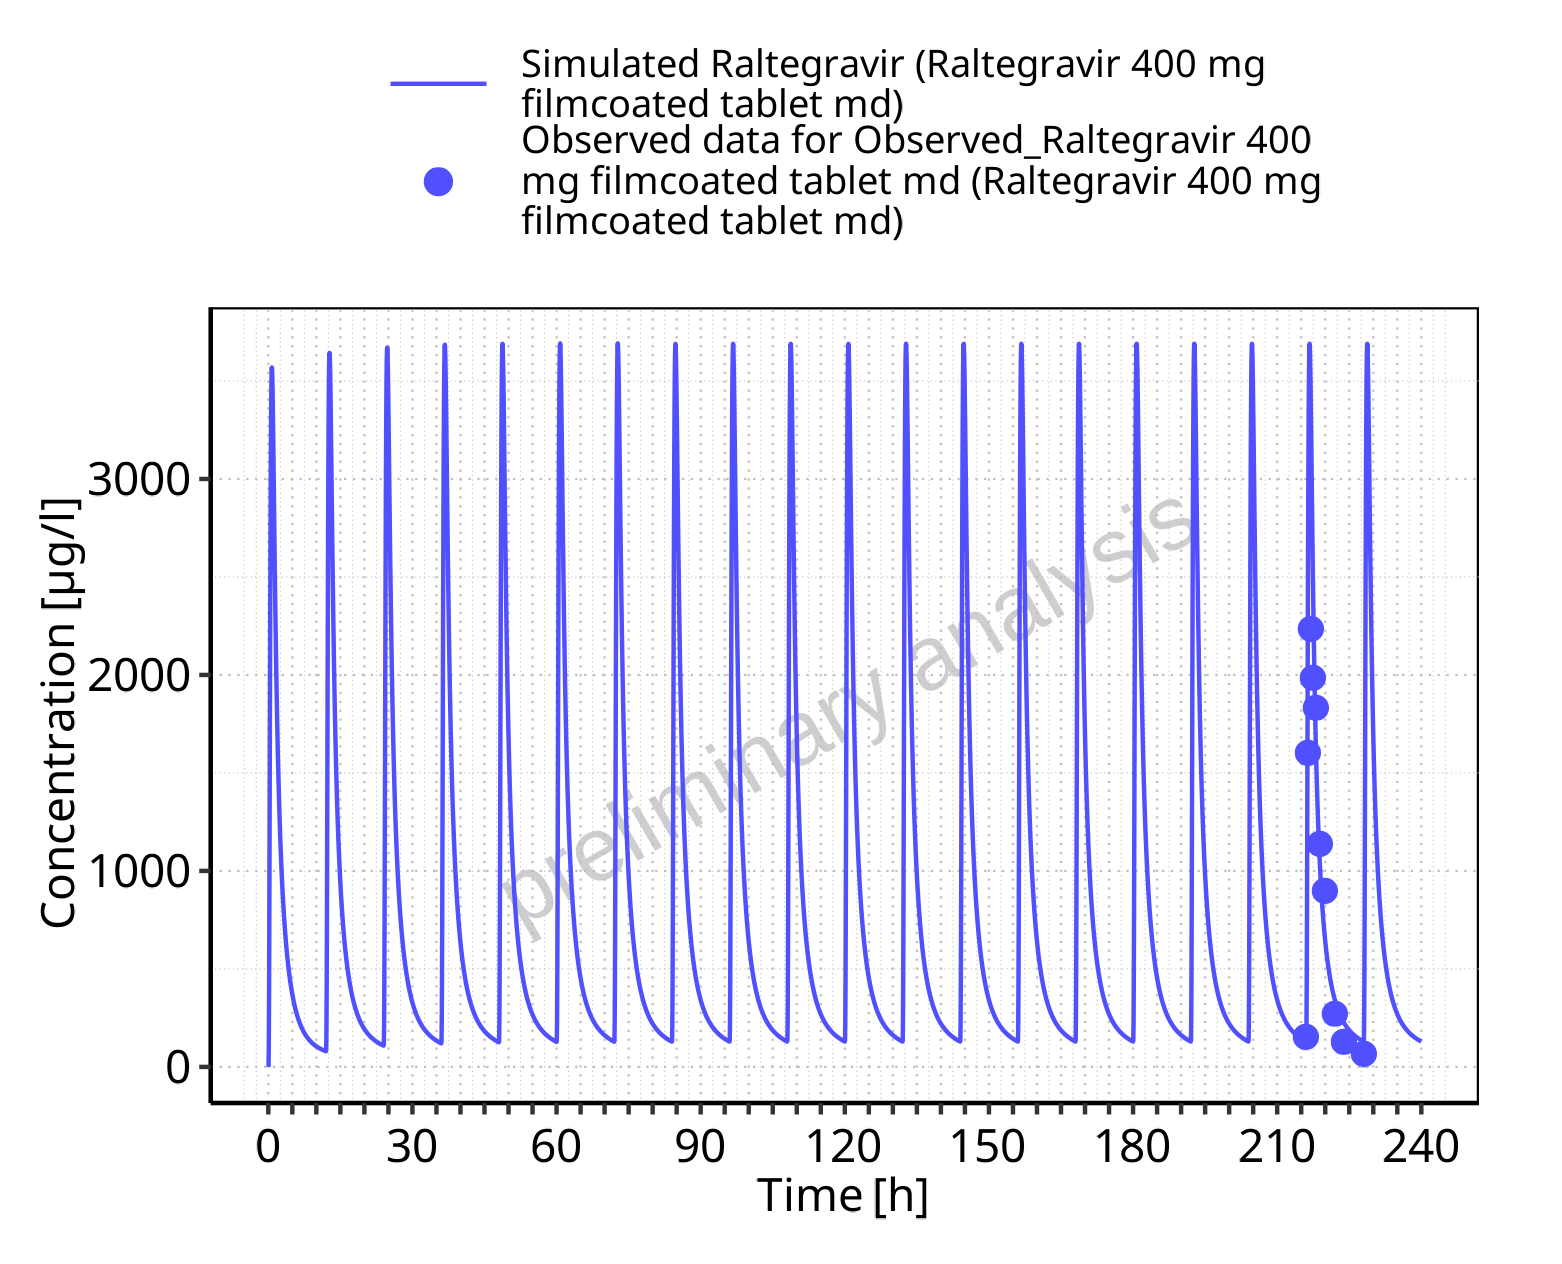 Simulated Raltegravir (Raltegravir 400 mg
filmcoated tablet md)
Observed data for Observed_Raltegravir 400
mg filmcoated tablet md (Raltegravir 400 mg
filmcoated tablet md)
3000
2000
1000
0
Concentration [µg/l]
preliminary analysis
0 30 60 90 120 150 180 210 240
Time [h]